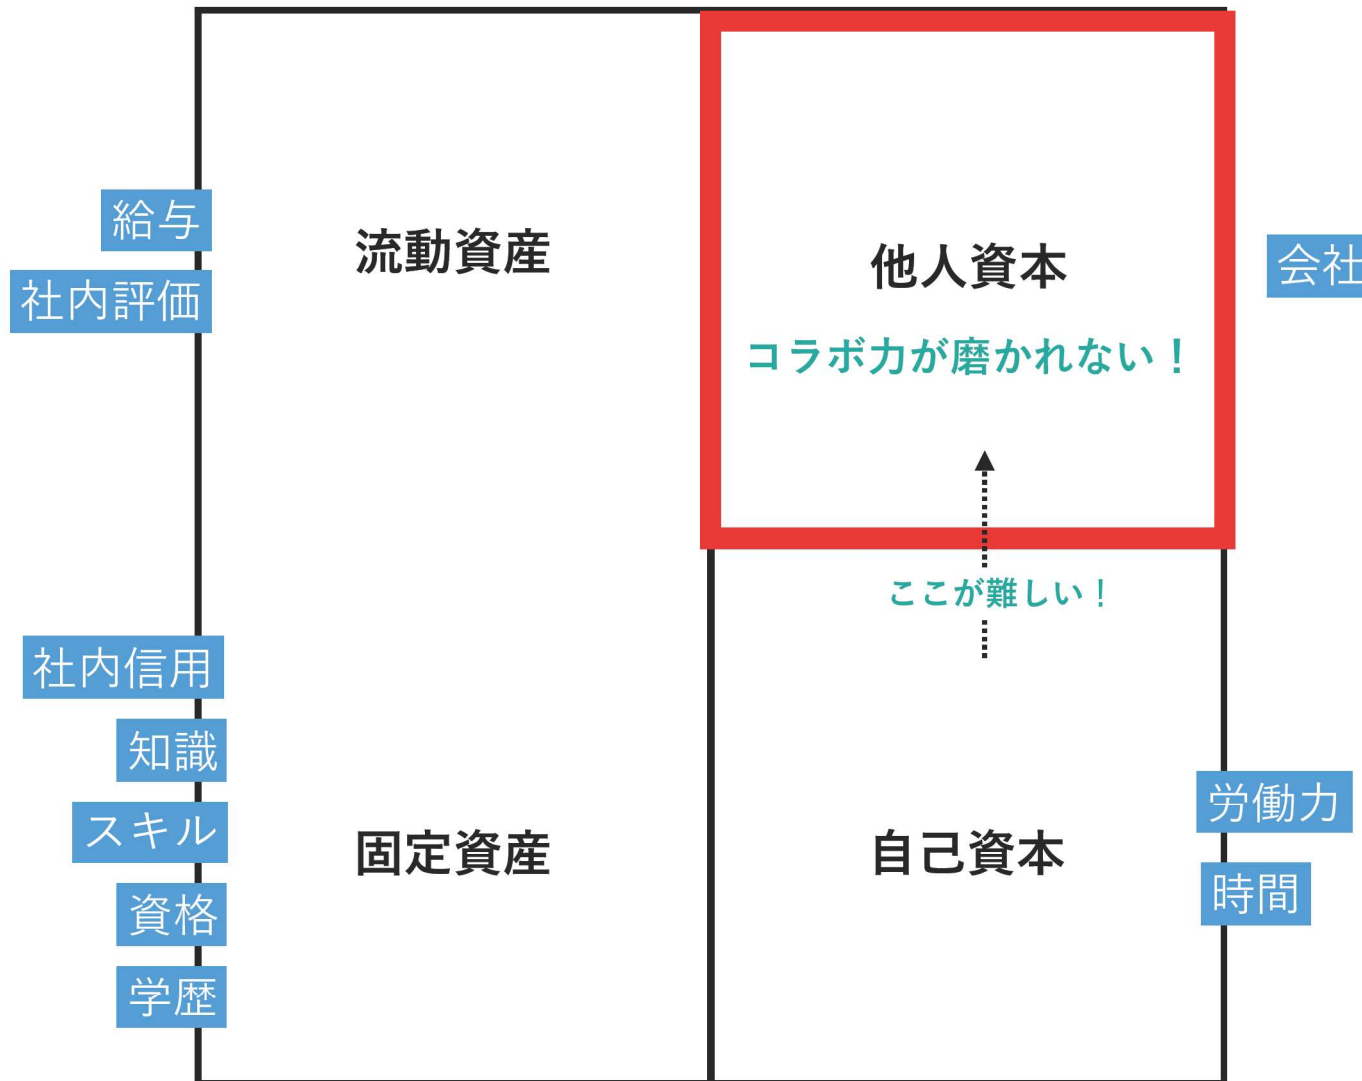 給与
社内評価
流動資産
他人資本
コラボ力が磨かれない！
会社
ここが難しい！
社内信用
知識
スキル
資格
学歴
固定資産
自己資本
労働力
時間